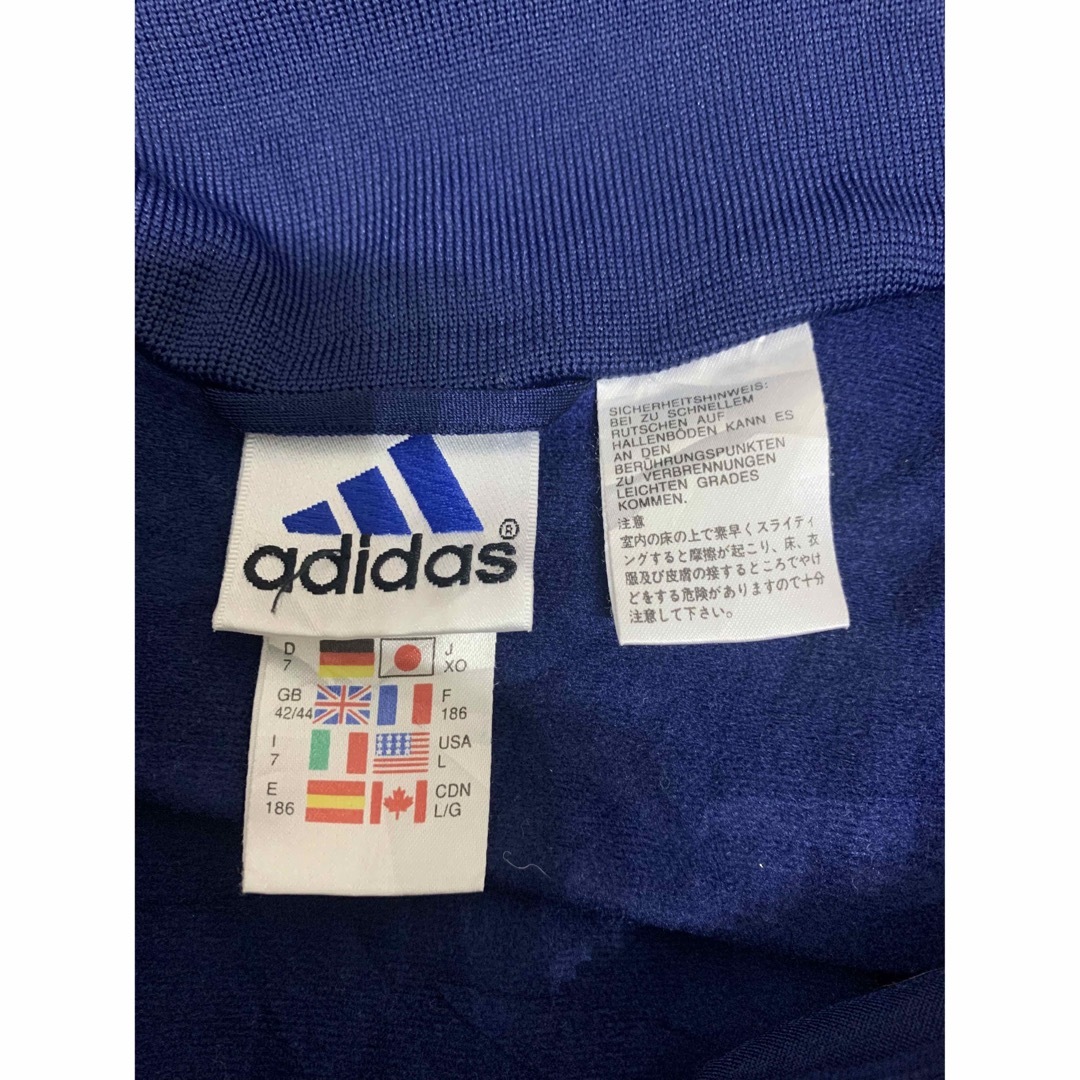 adidas®
D J
7 XO
GB F
42/44 186
I USA
7 L
E CDN
186 L/G
SICHERHEITSHINWEIS:
BEI ZU SCHNELLEM
RUTSCHEN AUF
HALLENBÖDEN KANN ES
AN DEN
BERÜHRUNGSPUNKTEN
ZU VERBRENNUNGEN
LEICHTEN GRADES
KOMMEN.
注意
室内の床の上で素早くスライティ
ングすると摩擦が起こり、床、衣
服及び皮膚の接するところでやけ
どをする危険がありますので十分
注意して下さい。